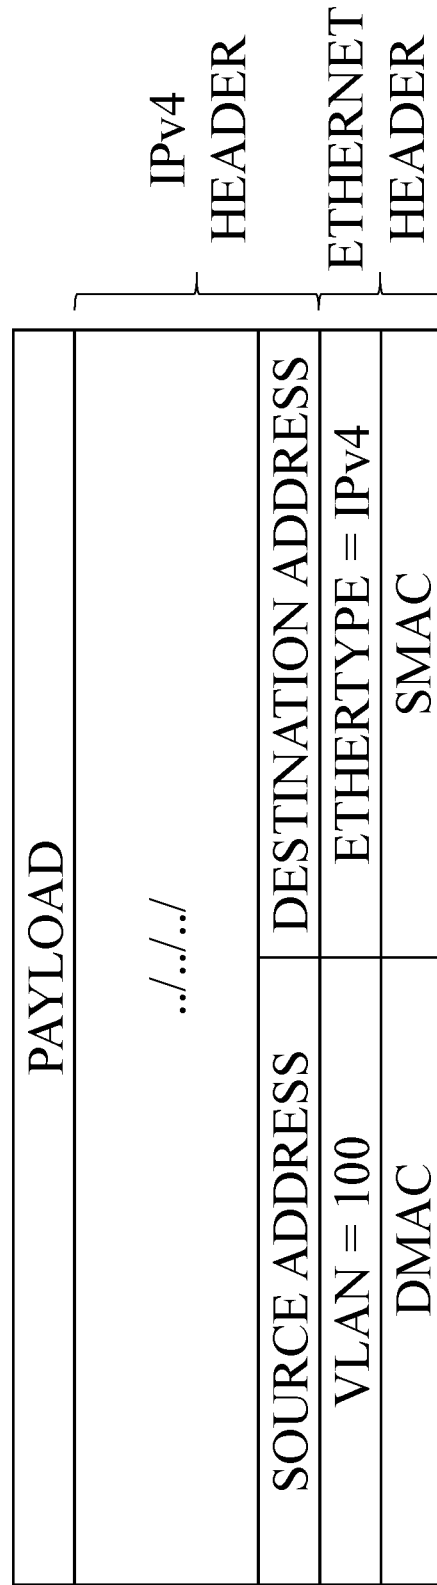 PAYLOAD
../../../
IPv4
HEADER
SOURCE ADDRESS
DESTINATION ADDRESS
VLAN = 100
ETHERTYPE = IPv4
ETHERNET
HEADER
DMAC
SMAC